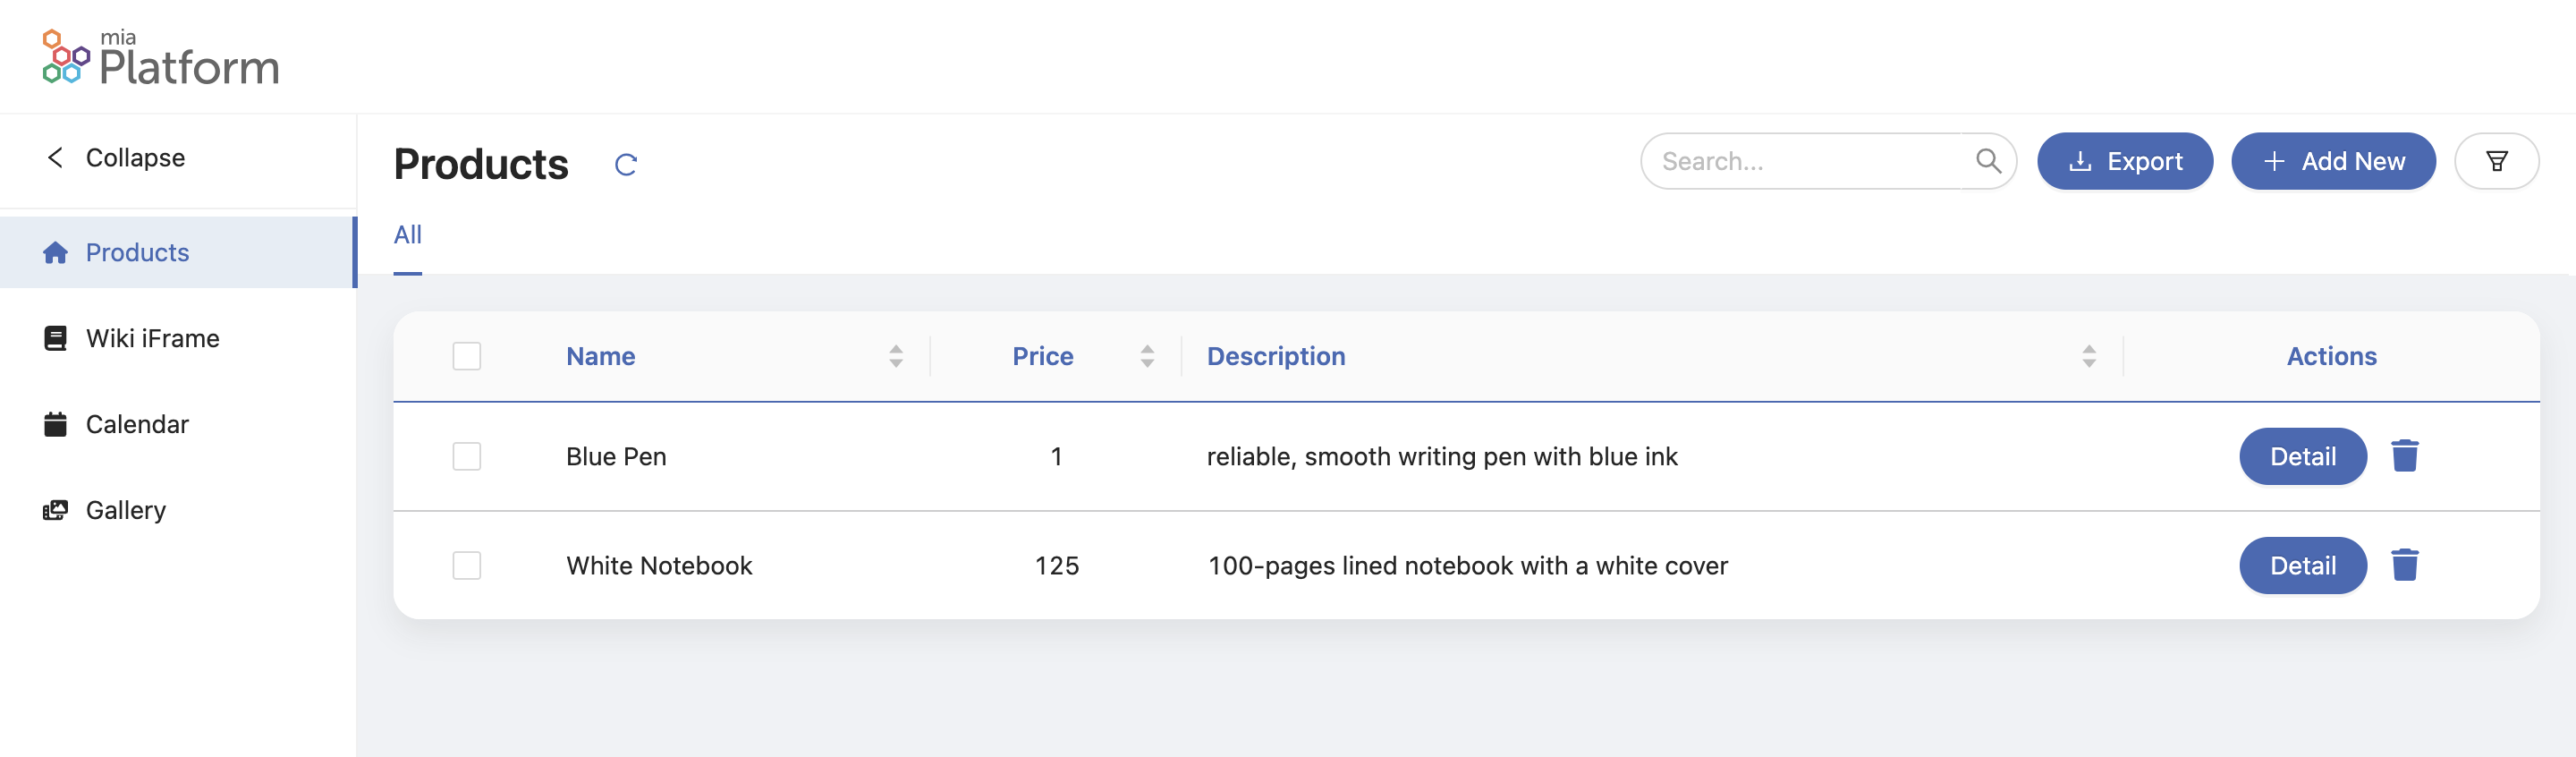 mia
Platform
Collapse
Products
Wiki iFrame
Calendar
Gallery
Products
Search...
Export
Add New
All
Name Price Description Actions
Blue Pen 1 reliable, smooth writing pen with blue ink Detail
White Notebook 125 100-pages lined notebook with a white cover Detail